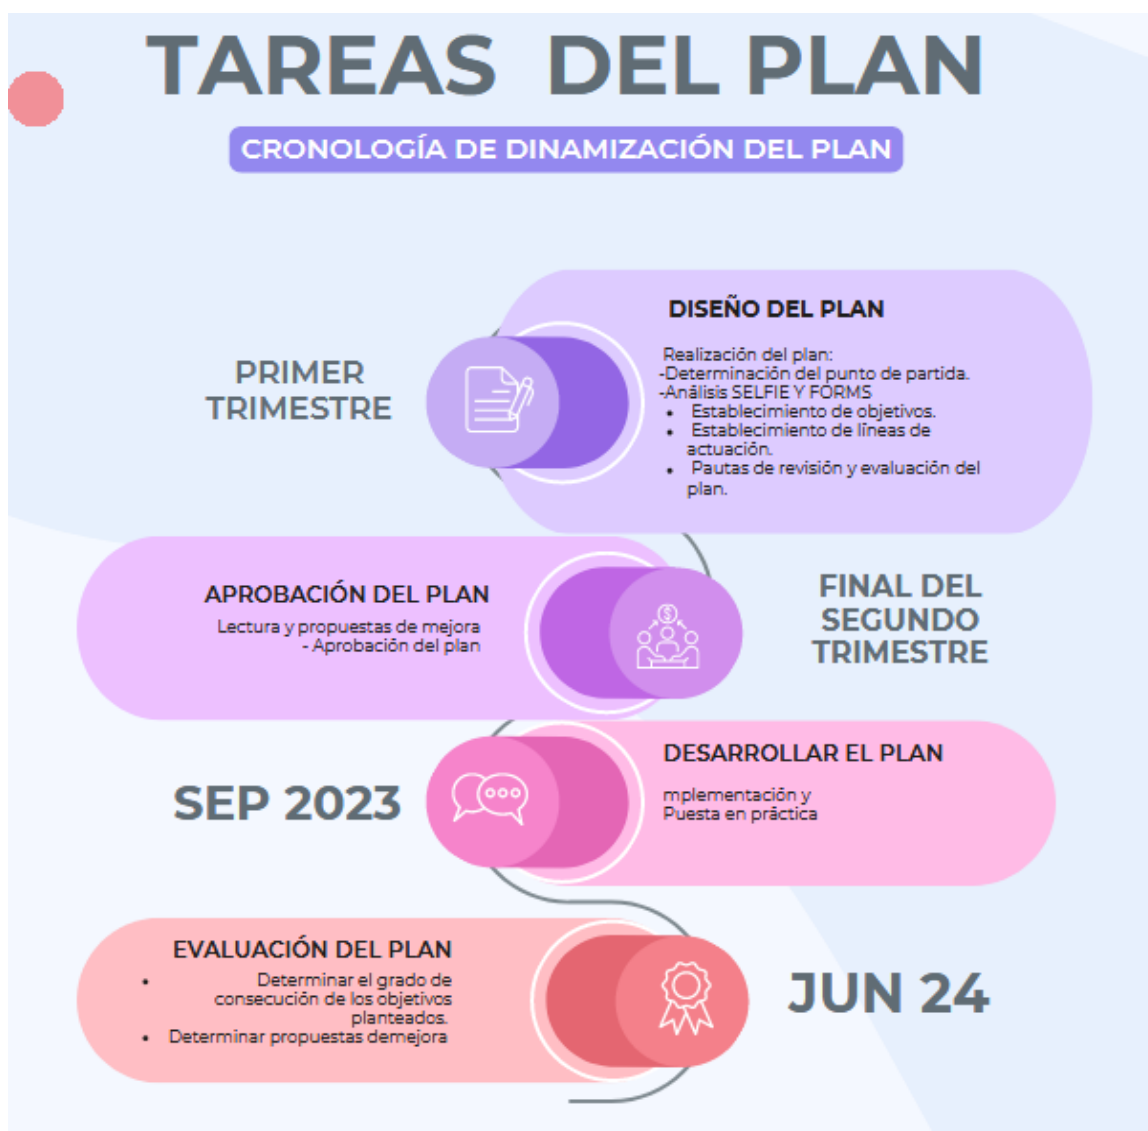 TAREAS DEL PLAN
CRONOLOGÍA DE DINAMIZACIÓN DEL PLAN
PRIMER
TRIMESTRE
DISEÑO DEL PLAN
Realización del plan:
-Determinación del punto de partida.
-Análisis SELFIE Y FORMS
• Establecimiento de objetivos.
• Establecimiento de líneas de
actuación.
• Pautas de revisión y evaluación del
plan.
APROBACIÓN DEL PLAN
Lectura y propuestas de mejora
- Aprobación del plan
$
FINAL DEL
SEGUNDO
TRIMESTRE
SEP 2023
DESARROLLAR EL PLAN
mplementación y
Puesta en práctica
EVALUACIÓN DEL PLAN
• Determinar el grado de
consecución de los objetivos
planteados.
• Determinar propuestas demejora
JUN 24